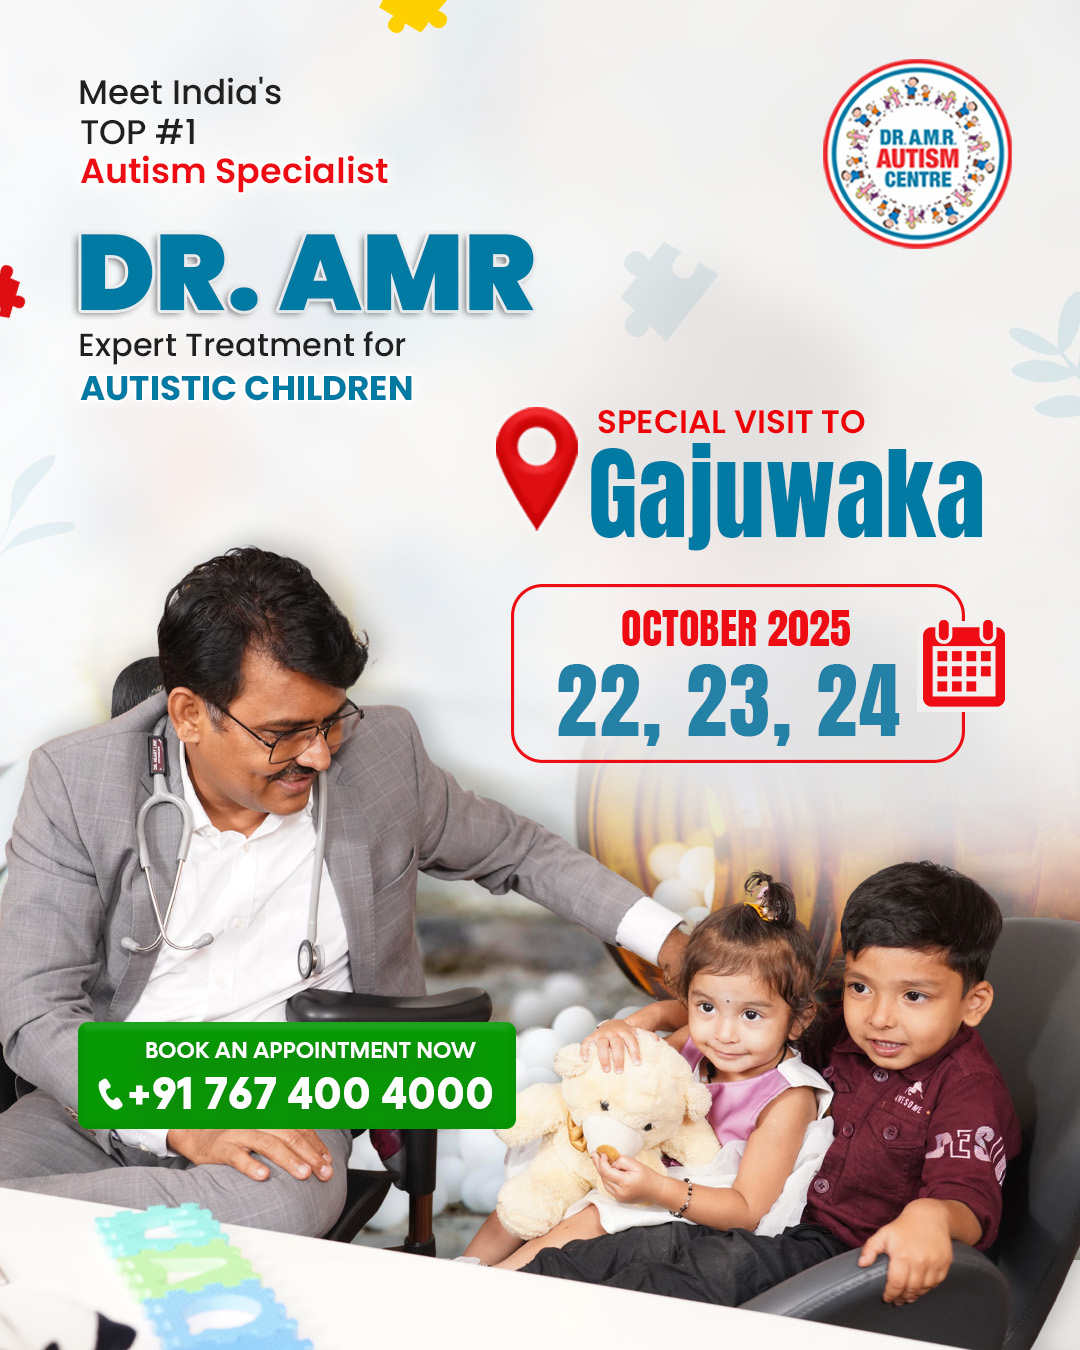 Meet India's
TOP #1
Autism Specialist
DR. A.M.R.
AUTISM
CENTRE
DR. AMR
Expert Treatment for
AUTISTIC CHILDREN
SPECIAL VISIT TO
Gajuwaka
OCTOBER 2025
22, 23, 24
BOOK AN APPOINTMENT NOW
+91 767 400 4000
AWESOME